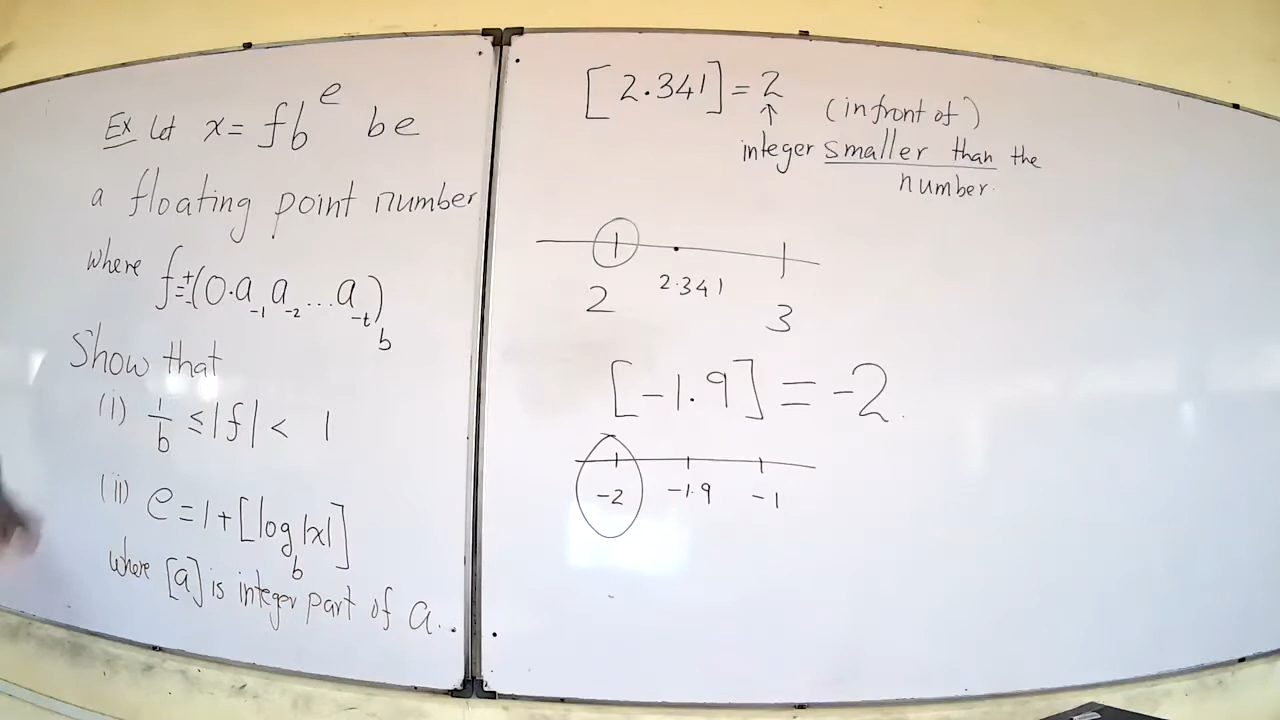 Ex Let x = fb^e be
a floating point number
where f = ±(0.a_{-1} a_{-2} ... a_{-t})_b
Show that
(i) 1/b ≤ |f| < 1
(ii) e = 1 + [log_b |x|]
where [a] is integer part of a.
[2.341] = 2
↑ (in front of)
integer smaller than the
number.
2 2.341 3
[-1.9] = -2.
-2 -1.9 -1